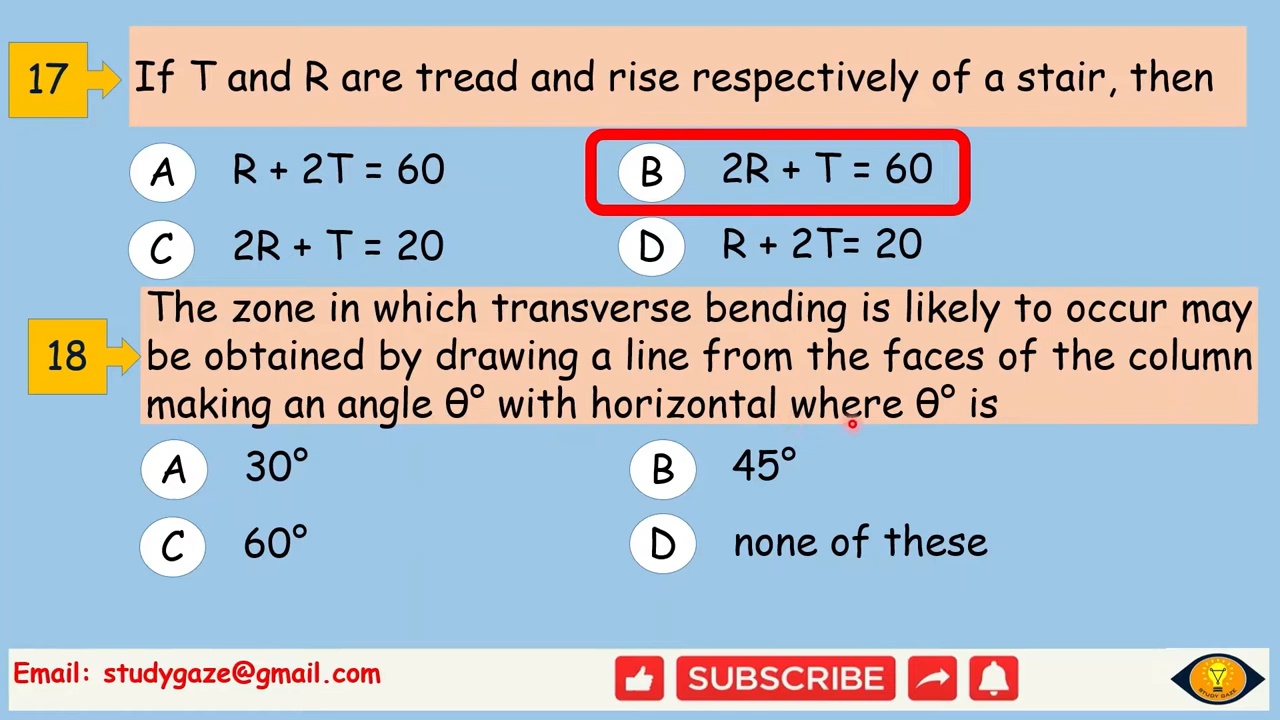 17
If T and R are tread and rise respectively of a stair, then
A R + 2T = 60
B 2R + T = 60
C 2R + T = 20
D R + 2T= 20
18
The zone in which transverse bending is likely to occur may
be obtained by drawing a line from the faces of the column
making an angle θ° with horizontal where θ° is
A 30°
B 45°
C 60°
D none of these
Email: studygaze@gmail.com
SUBSCRIBE
STUDY GAZE